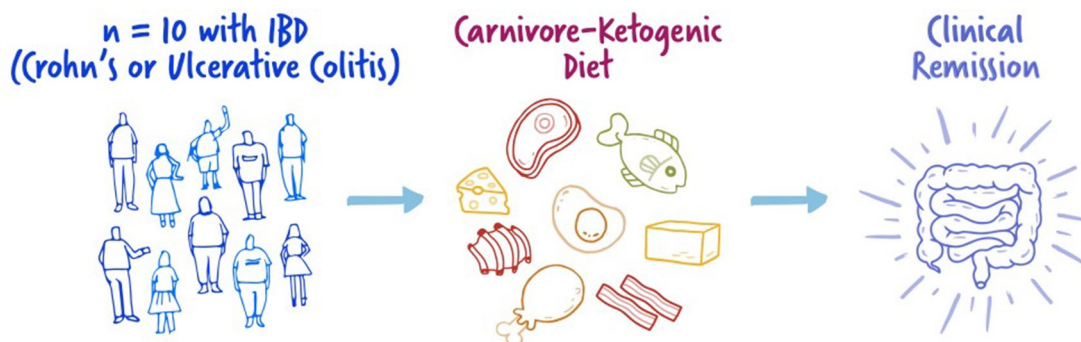 n = 10 with IBD
(Crohn's or Ulcerative Colitis)
Carnivore-Ketogenic
Diet
Clinical
Remission